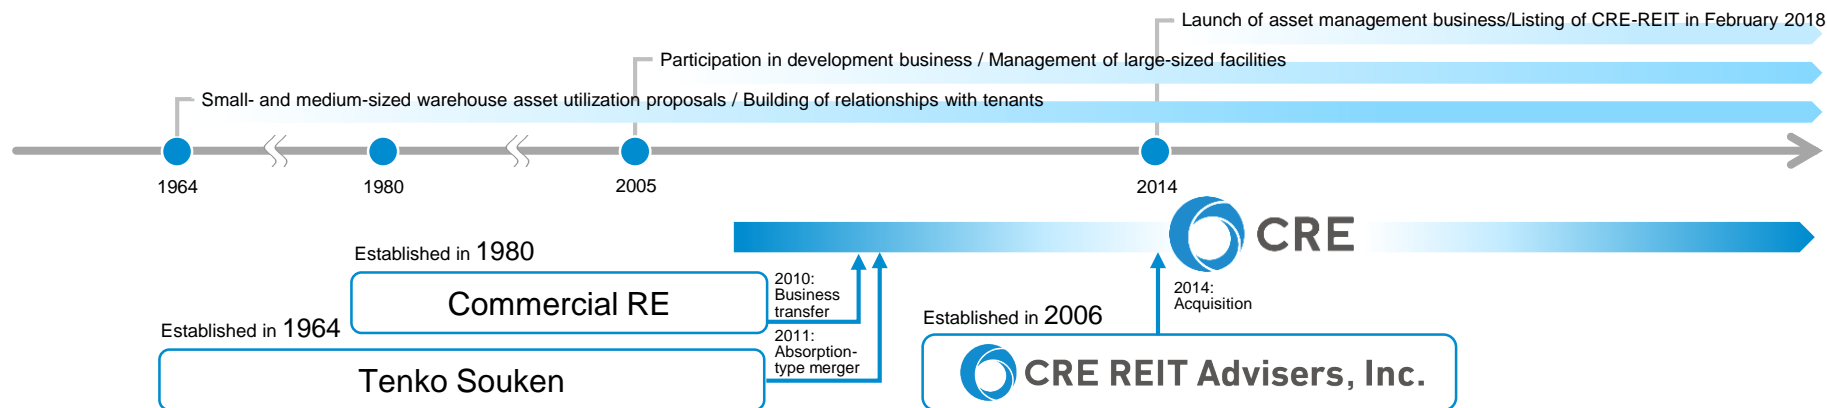 Launch of asset management business/Listing of CRE-REIT in February 2018
Participation in development business / Management of large-sized facilities
Small- and medium-sized warehouse asset utilization proposals / Building of relationships with tenants
1964
1980
2005
2014
CRE
Established in 1980
Commercial RE
2010:
Business
transfer
2014:
Acquisition
Established in 1964
Tenko Souken
2011:
Absorption-
type merger
Established in 2006
CRE REIT Advisers, Inc.